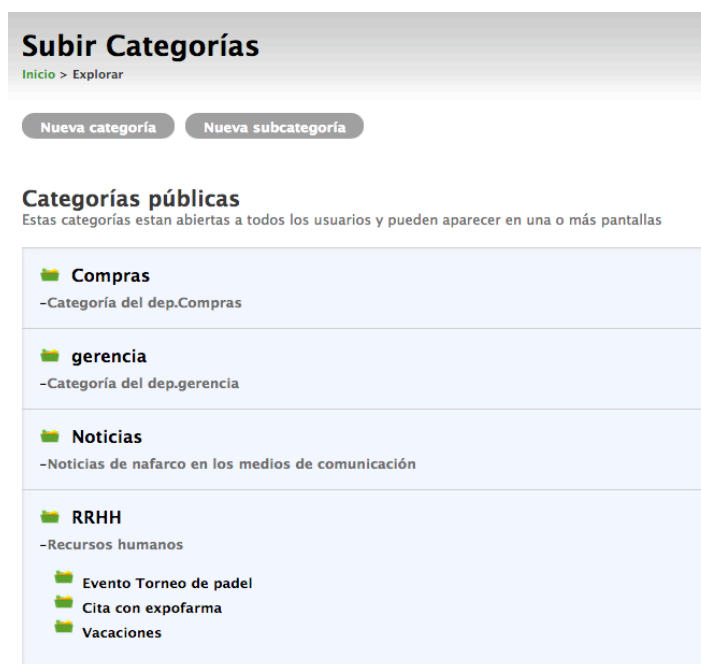 Subir Categorías
Inicio > Explorar
Nueva categoría Nueva subcategoría
Categorías públicas
Estas categorías estan abiertas a todos los usuarios y pueden aparecer en una o más pantallas
Compras
-Categoría del dep.Compras
gerencia
-Categoría del dep.gerencia
Noticias
-Noticias de nafarco en los medios de comunicación
RRHH
-Recursos humanos
Evento Torneo de padel
Cita con expofarma
Vacaciones